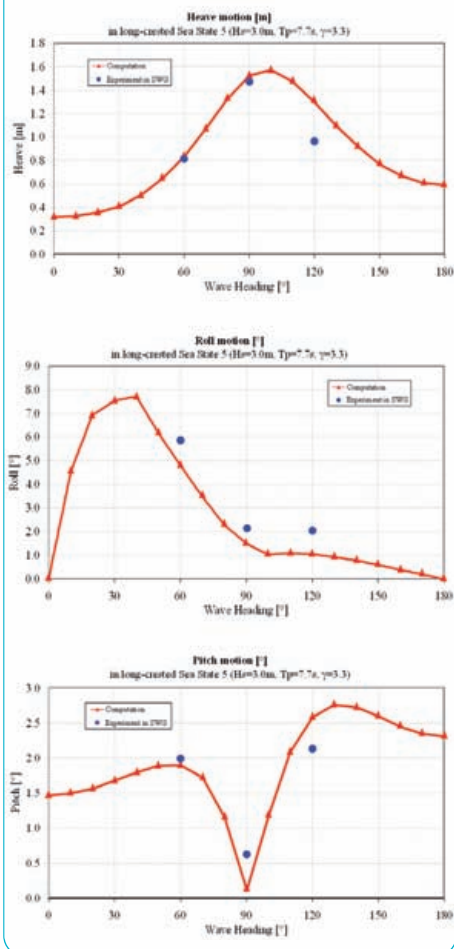 Heave motion [m]
in long-crested Sea State 5 (Hs=3.0m, Tp=7.7s, γ=3.3)
1.8
1.6
1.4
1.2
1.0
0.8
0.6
0.4
0.2
0.0
Heave [m]
Computation
Experiment in SWB
0 30 60 90 120 150 180
Wave Heading [°]
Roll motion [°]
in long-crested Sea State 5 (Hs=3.0m, Tp=7.7s, γ=3.3)
9.0
8.0
7.0
6.0
5.0
4.0
3.0
2.0
1.0
0.0
Roll [°]
Computation
Experiment in SWB
0 30 60 90 120 150 180
Wave Heading [°]
Pitch motion [°]
in long-crested Sea State 5 (Hs=3.0m, Tp=7.7s, γ=3.3)
3.0
2.5
2.0
1.5
1.0
0.5
0.0
Pitch [°]
Computation
Experiment in SWB
0 30 60 90 120 150 180
Wave Heading [°]